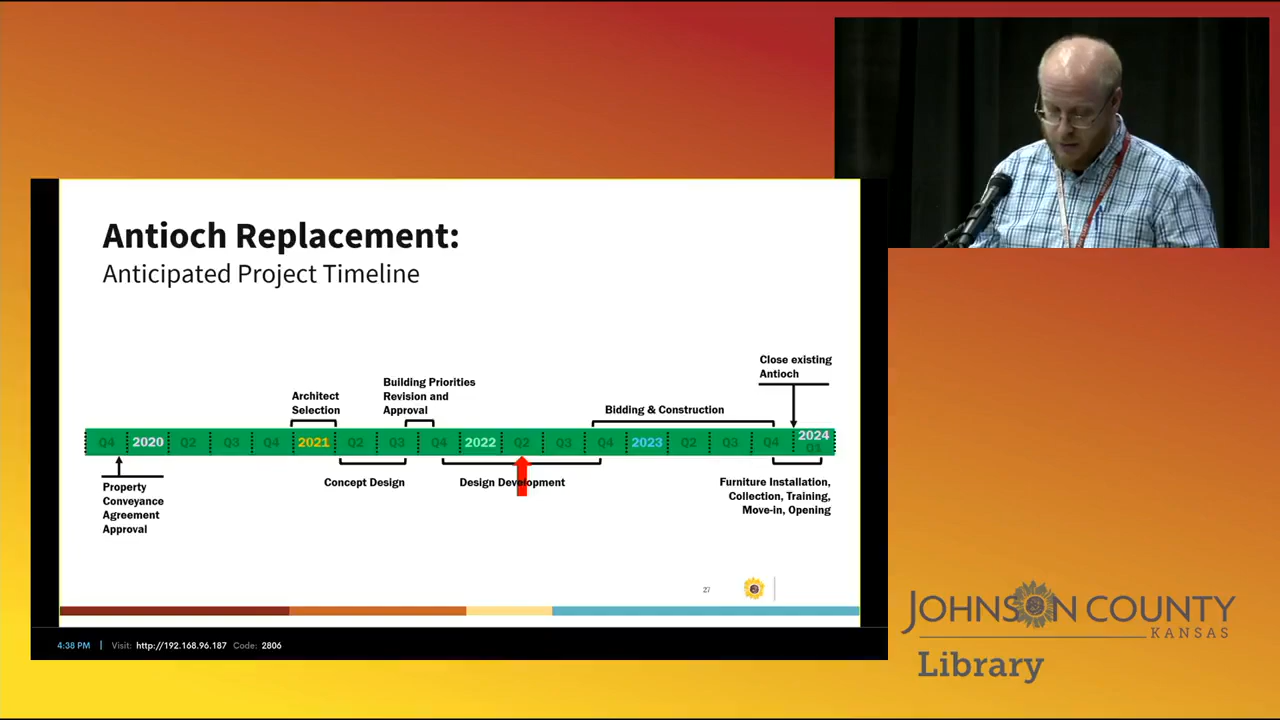 Antioch Replacement:
Anticipated Project Timeline
Close existing
Antioch
Building Priorities
Revision and
Approval
Architect
Selection
Bidding & Construction
Q4 2020 Q2 Q3 Q4 2021 Q2 Q3 Q4 2022 Q2 Q3 Q4 2023 Q2 Q3 Q4 2024
Q1
Property
Conveyance
Agreement
Approval
Concept Design
Design Development
Furniture Installation,
Collection, Training,
Move-in, Opening
27
4:38 PM | Visit: http://192.168.96.187 Code: 2806
JOHNSON COUNTY
KANSAS
Library